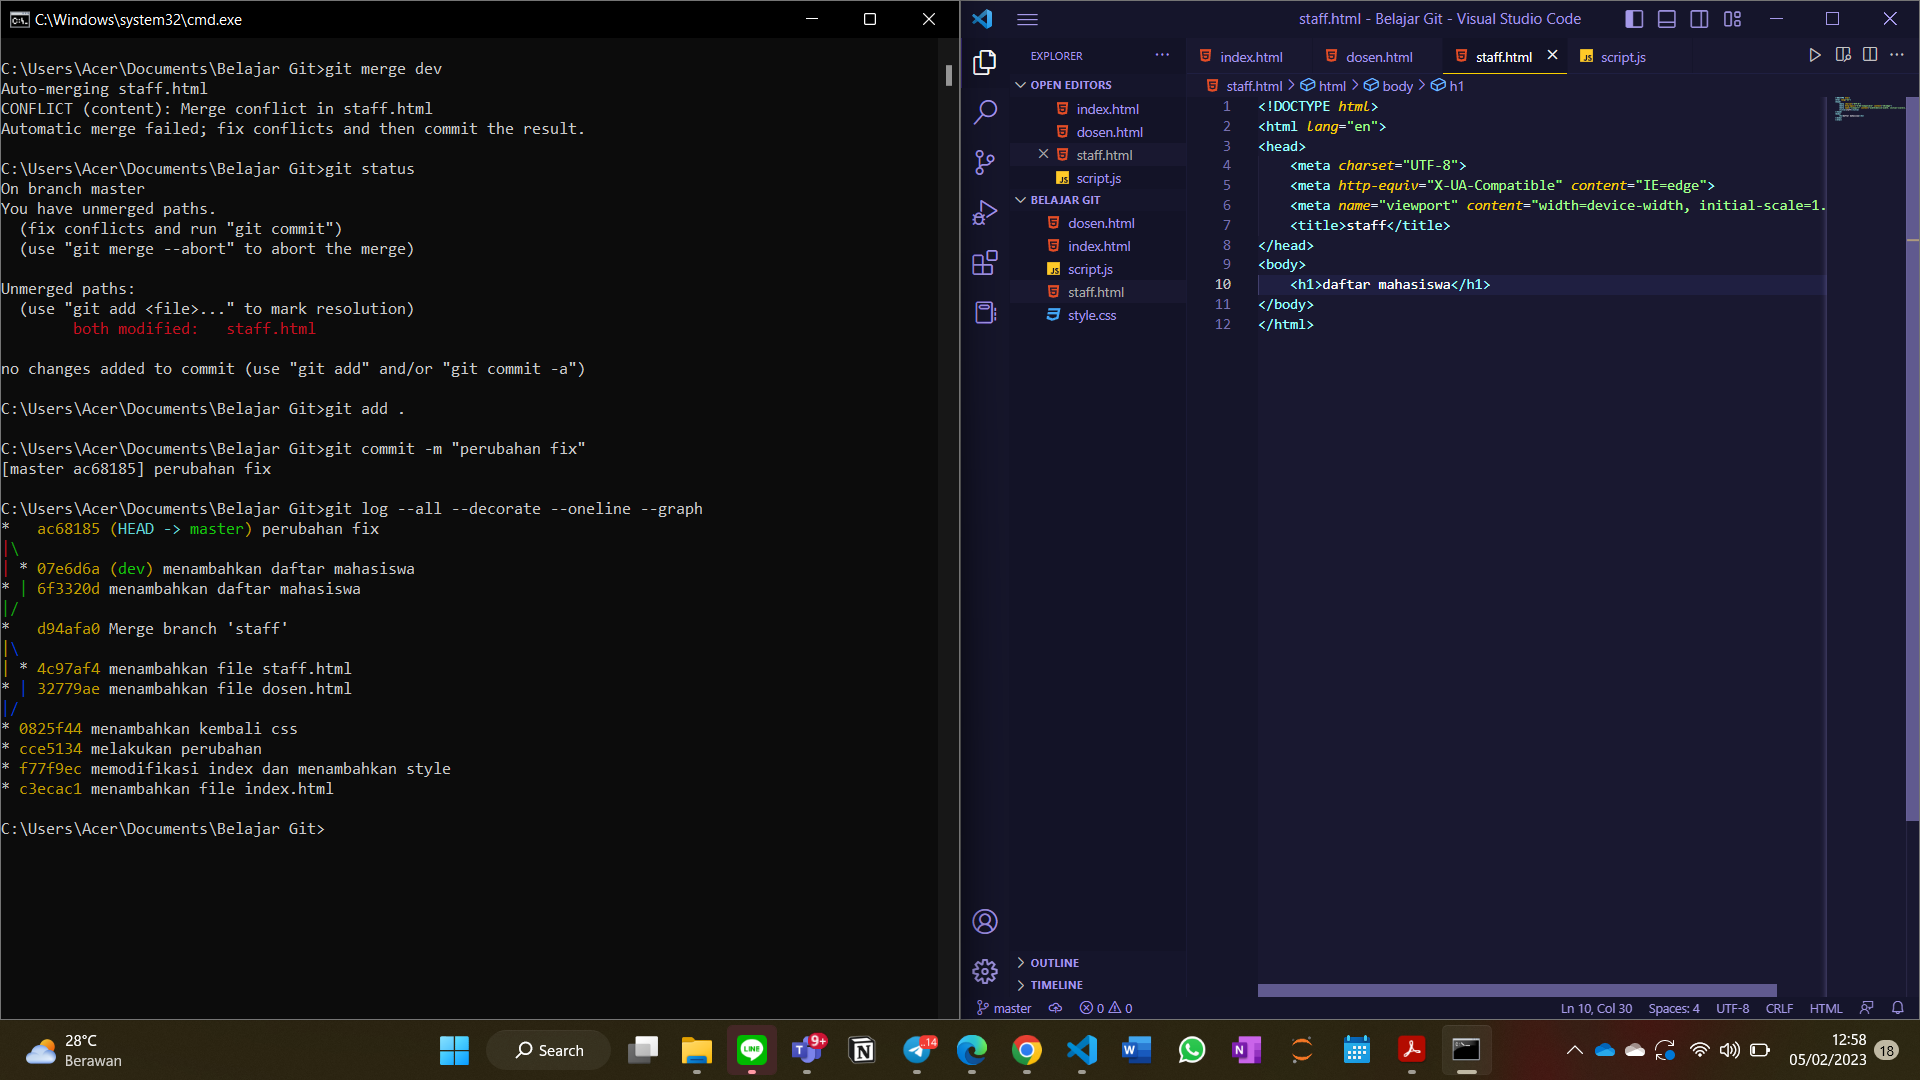 C:\Windows\system32\cmd.exe
C:\Users\Acer\Documents\Belajar Git>git merge dev
Auto-merging staff.html
CONFLICT (content): Merge conflict in staff.html
Automatic merge failed; fix conflicts and then commit the result.
C:\Users\Acer\Documents\Belajar Git>git status
On branch master
You have unmerged paths.
  (fix conflicts and run "git commit")
  (use "git merge --abort" to abort the merge)
Unmerged paths:
  (use "git add <file>..." to mark resolution)
        both modified:   staff.html
no changes added to commit (use "git add" and/or "git commit -a")
C:\Users\Acer\Documents\Belajar Git>git add .
C:\Users\Acer\Documents\Belajar Git>git commit -m "perubahan fix"
[master ac68185] perubahan fix
C:\Users\Acer\Documents\Belajar Git>git log --all --decorate --oneline --graph
*   ac68185 (HEAD -> master) perubahan fix
|\
| * 07e6d6a (dev) menambahkan daftar mahasiswa
* | 6f3320d menambahkan daftar mahasiswa
|/
*   d94afa0 Merge branch 'staff'
|\
| * 4c97af4 menambahkan file staff.html
* | 32779ae menambahkan file dosen.html
|/
* 0825f44 menambahkan kembali css
* cce5134 melakukan perubahan
* f77f9ec memodifikasi index dan menambahkan style
* c3ecac1 menambahkan file index.html
C:\Users\Acer\Documents\Belajar Git>
staff.html - Belajar Git - Visual Studio Code
EXPLORER
OPEN EDITORS
index.html
dosen.html
staff.html
script.js
BELAJAR GIT
dosen.html
index.html
script.js
staff.html
style.css
OUTLINE
TIMELINE
index.html dosen.html staff.html script.js
staff.html > html > body > h1
1 <!DOCTYPE html>
2 <html lang="en">
3 <head>
4     <meta charset="UTF-8">
5     <meta http-equiv="X-UA-Compatible" content="IE=edge">
6     <meta name="viewport" content="width=device-width, initial-scale=1.
7     <title>staff</title>
8 </head>
9 <body>
10     <h1>daftar mahasiswa</h1>
11 </body>
12 </html>
master 0 0 Ln 10, Col 30 Spaces: 4 UTF-8 CRLF HTML
28°C
Berawan
Search
9+
14
12:58
05/02/2023
18